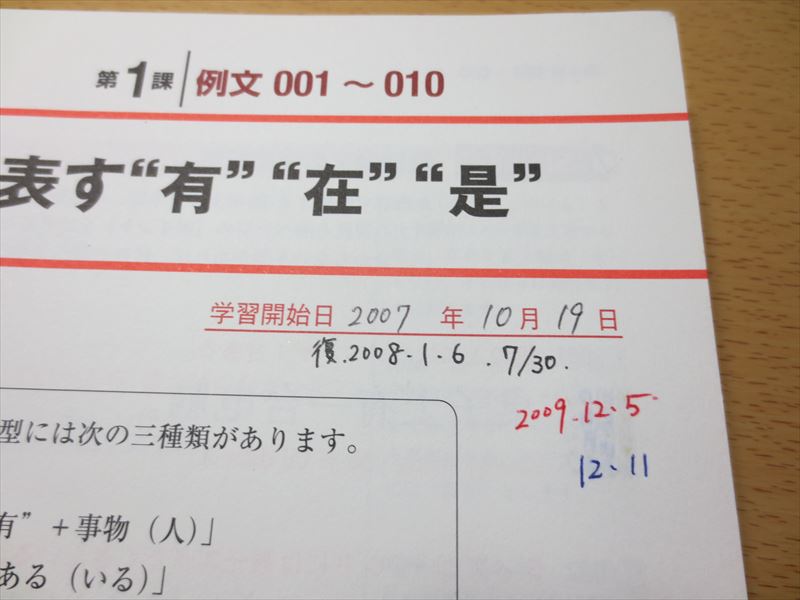 第1課 例文 001 ～ 010
表す“有”“在”“是”
学習開始日 2007 年 10 月 19 日
復.2008.1.6 .7/30.
2009.12.5
12.11
型には次の三種類があります。
有”+事物（人）」
ある（いる）」